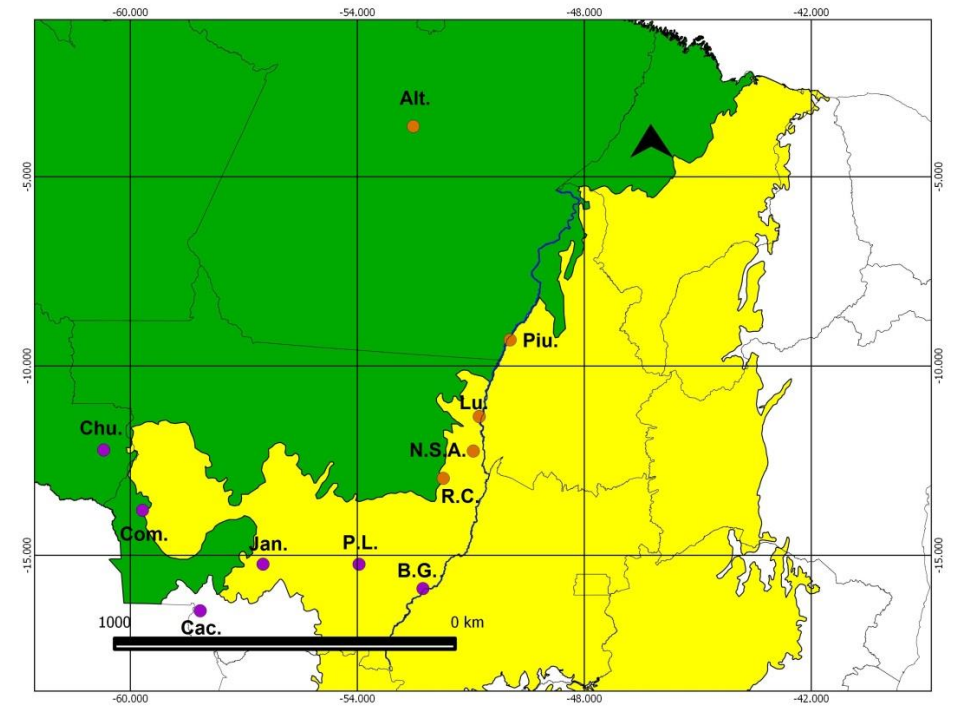 -60.000 -54.000 -48.000 -42.000
Alt.
-5.000 -5.000
Piu.
-10.000 -10.000
Lu.
Chu.
N.S.A.
R.C.
Com.
Jan. P.L.
-15.000 -15.000
B.G.
1000 0 km
Cac.
-60.000 -54.000 -48.000 -42.000